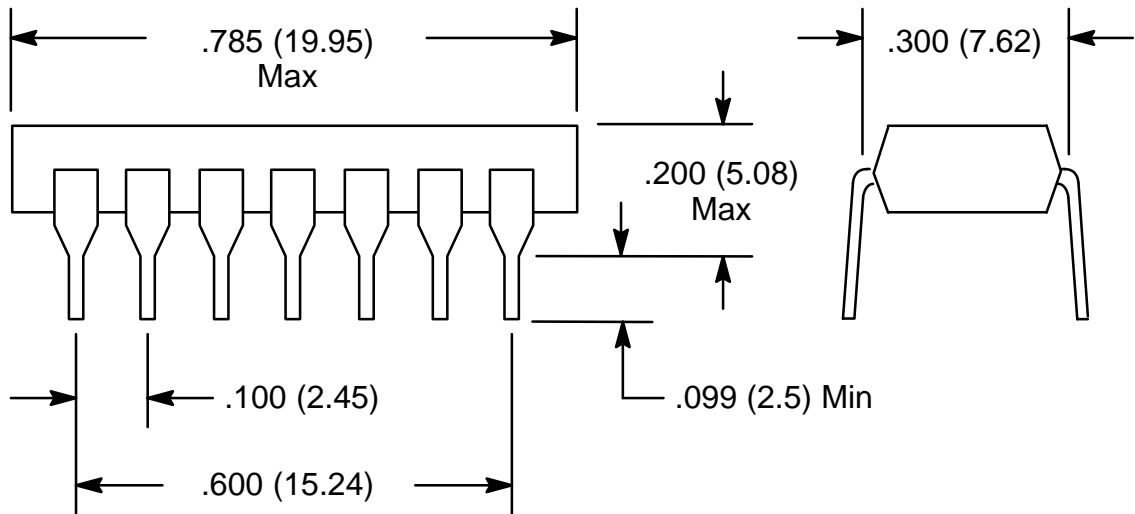 .785 (19.95)
Max
.300 (7.62)
.200 (5.08)
Max
.100 (2.45)
.099 (2.5) Min
.600 (15.24)